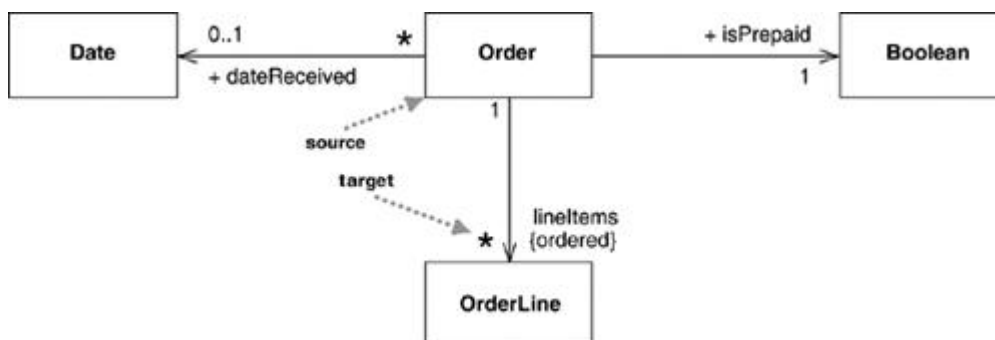 0..1
*
+ isPrepaid
Date
Order
Boolean
+ dateReceived
1
1
source
target
lineItems
*
{ordered}
OrderLine